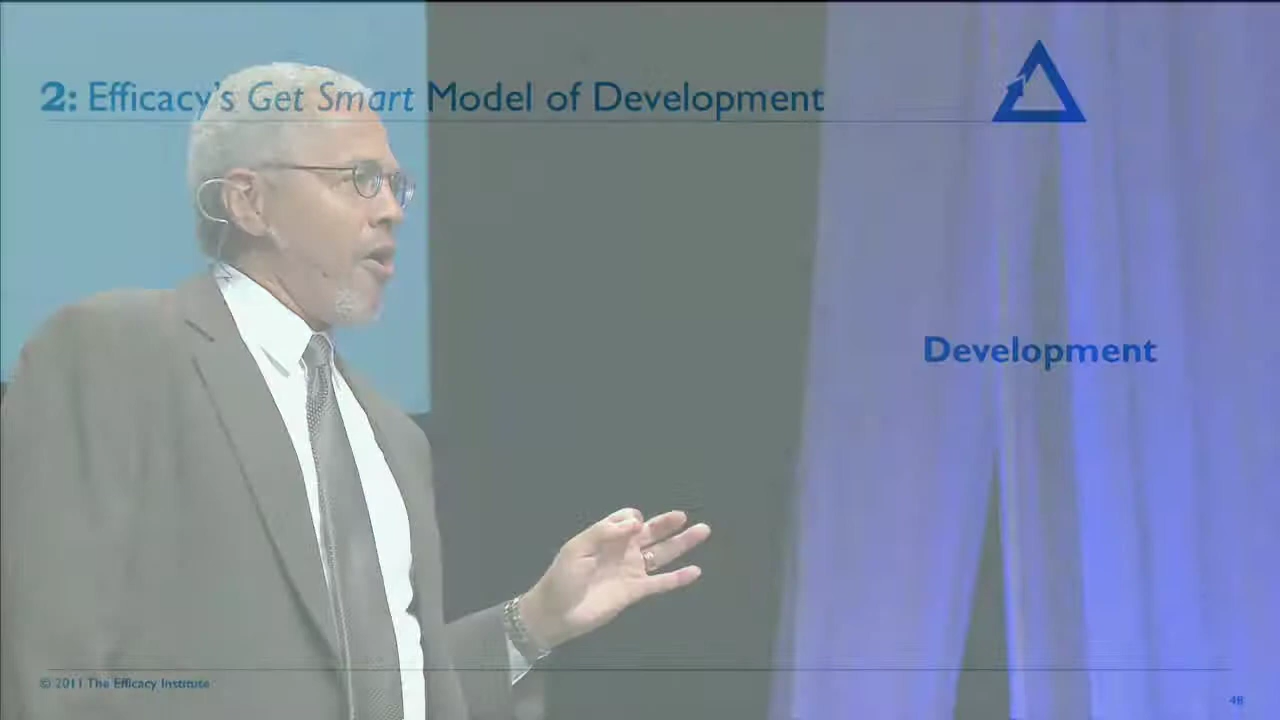 2: Efficacy's Get Smart Model of Development
Development
© 2011 The Efficacy Institute
48